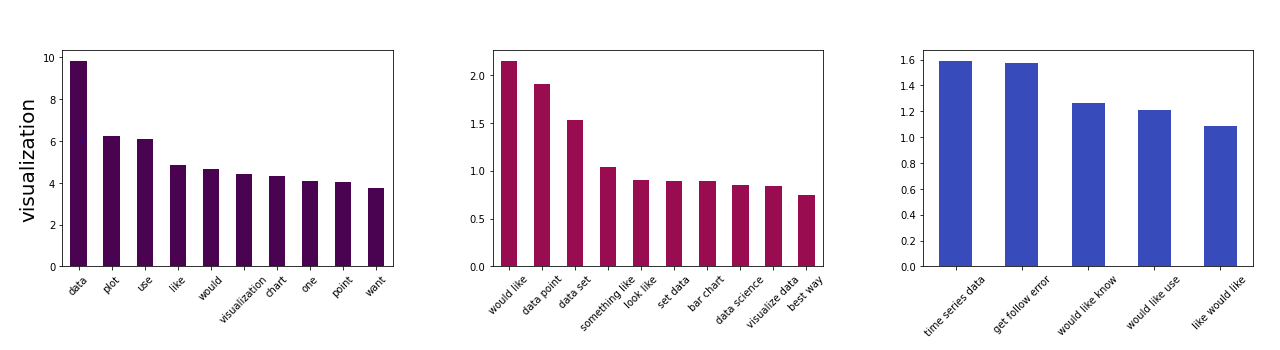 visualization
10
8
6
4
2
0
data
plot
use
like
would
visualization
chart
one
point
want
2.0
1.5
1.0
0.5
0.0
would like
data point
data set
something like
look like
set data
bar chart
data science
visualize data
best way
1.6
1.4
1.2
1.0
0.8
0.6
0.4
0.2
0.0
time series data
get follow error
would like know
would like use
like would like